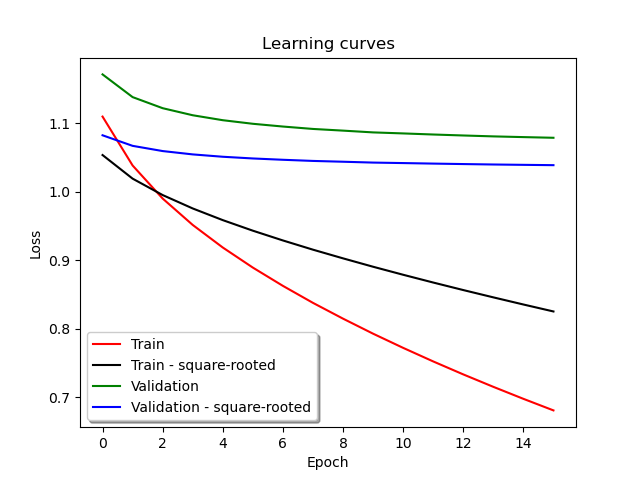 Learning curves
Loss
1.1
1.0
0.9
0.8
0.7
Train
Train - square-rooted
Validation
Validation - square-rooted
0 2 4 6 8 10 12 14
Epoch